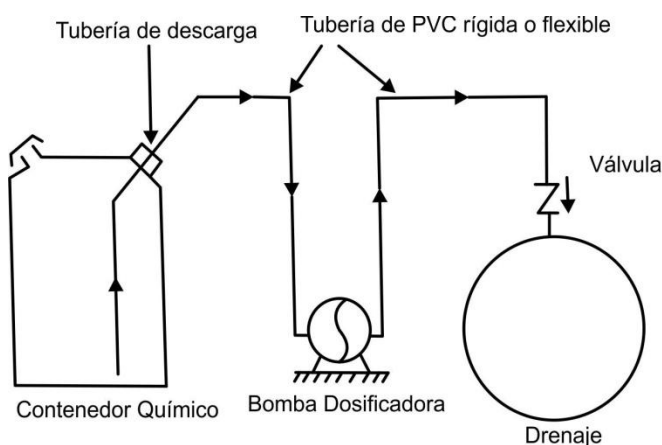 Tubería de descarga
Tubería de PVC rígida o flexible
Válvula
Contenedor Químico
Bomba Dosificadora
Drenaje